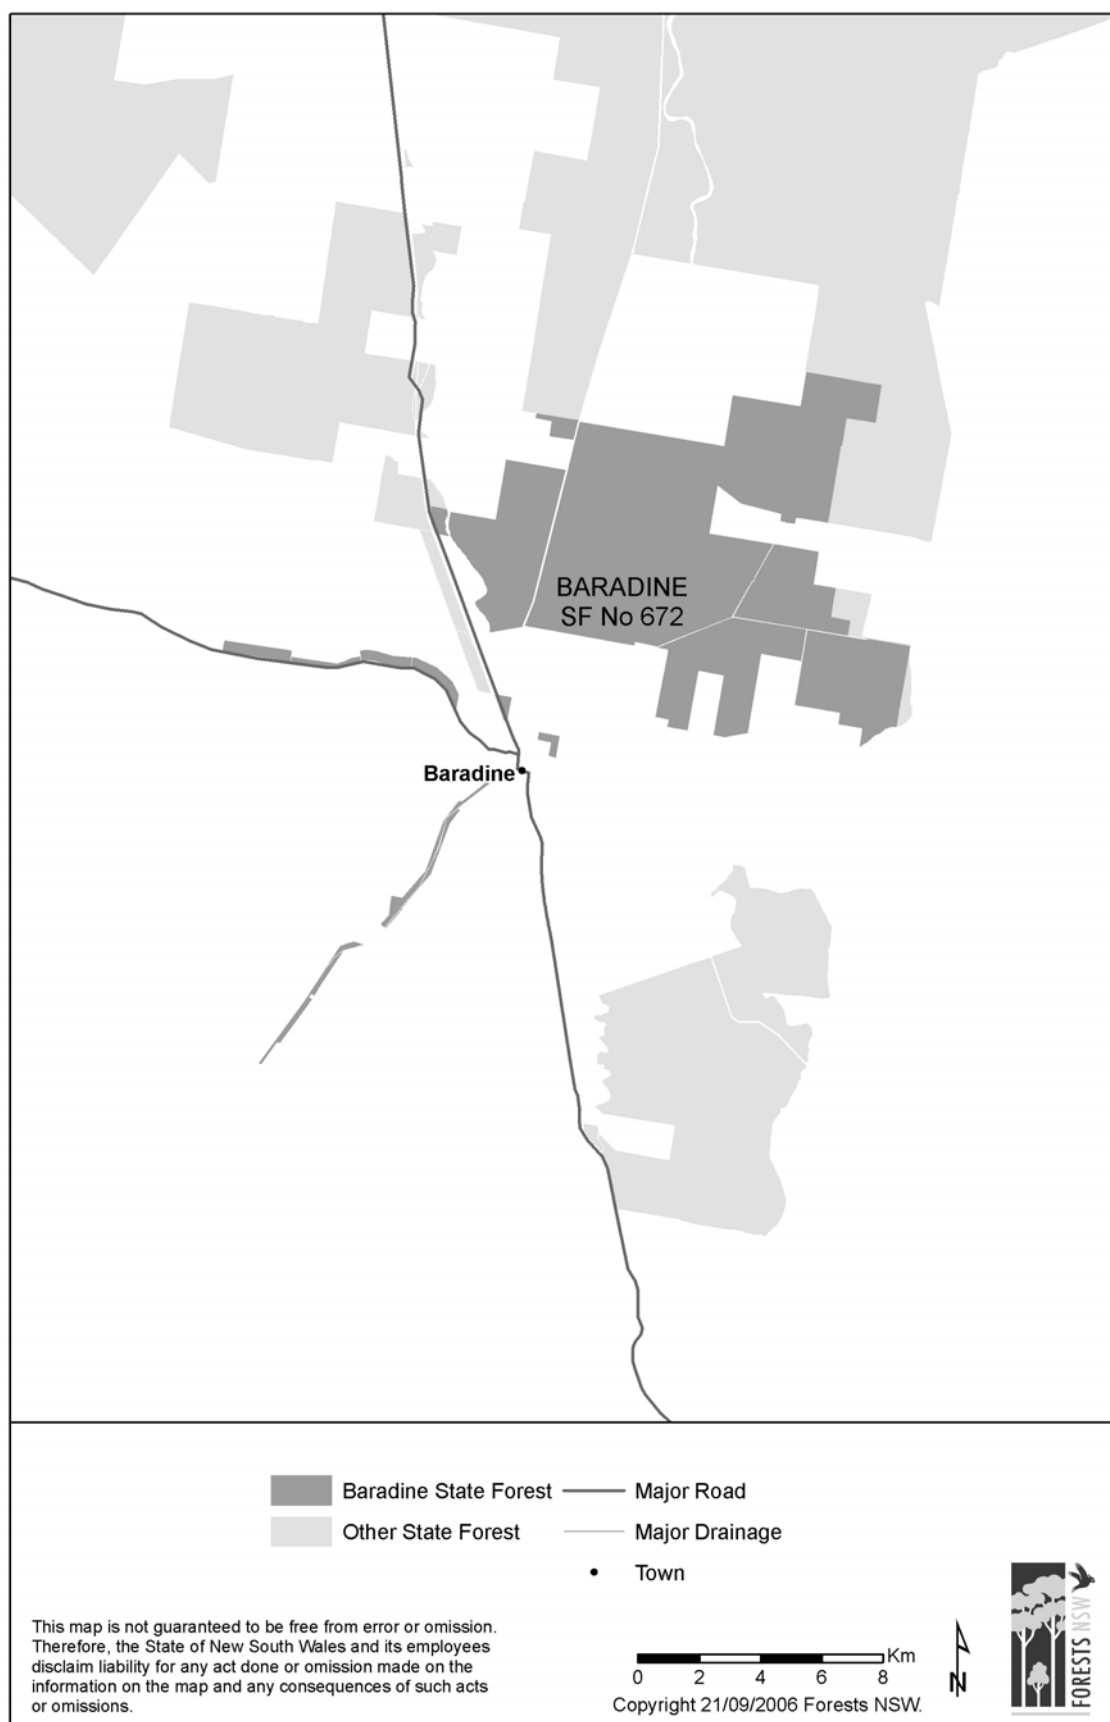 BARADINE
SF No 672
Baradine
Baradine State Forest
Major Road
Other State Forest
Major Drainage
Town
This map is not guaranteed to be free from error or omission.
Therefore, the State of New South Wales and its employees
disclaim liability for any act done or omission made on the
information on the map and any consequences of such acts
or omissions.
Km
0 2 4 6 8
Copyright 21/09/2006 Forests NSW.
N
FORESTS NSW